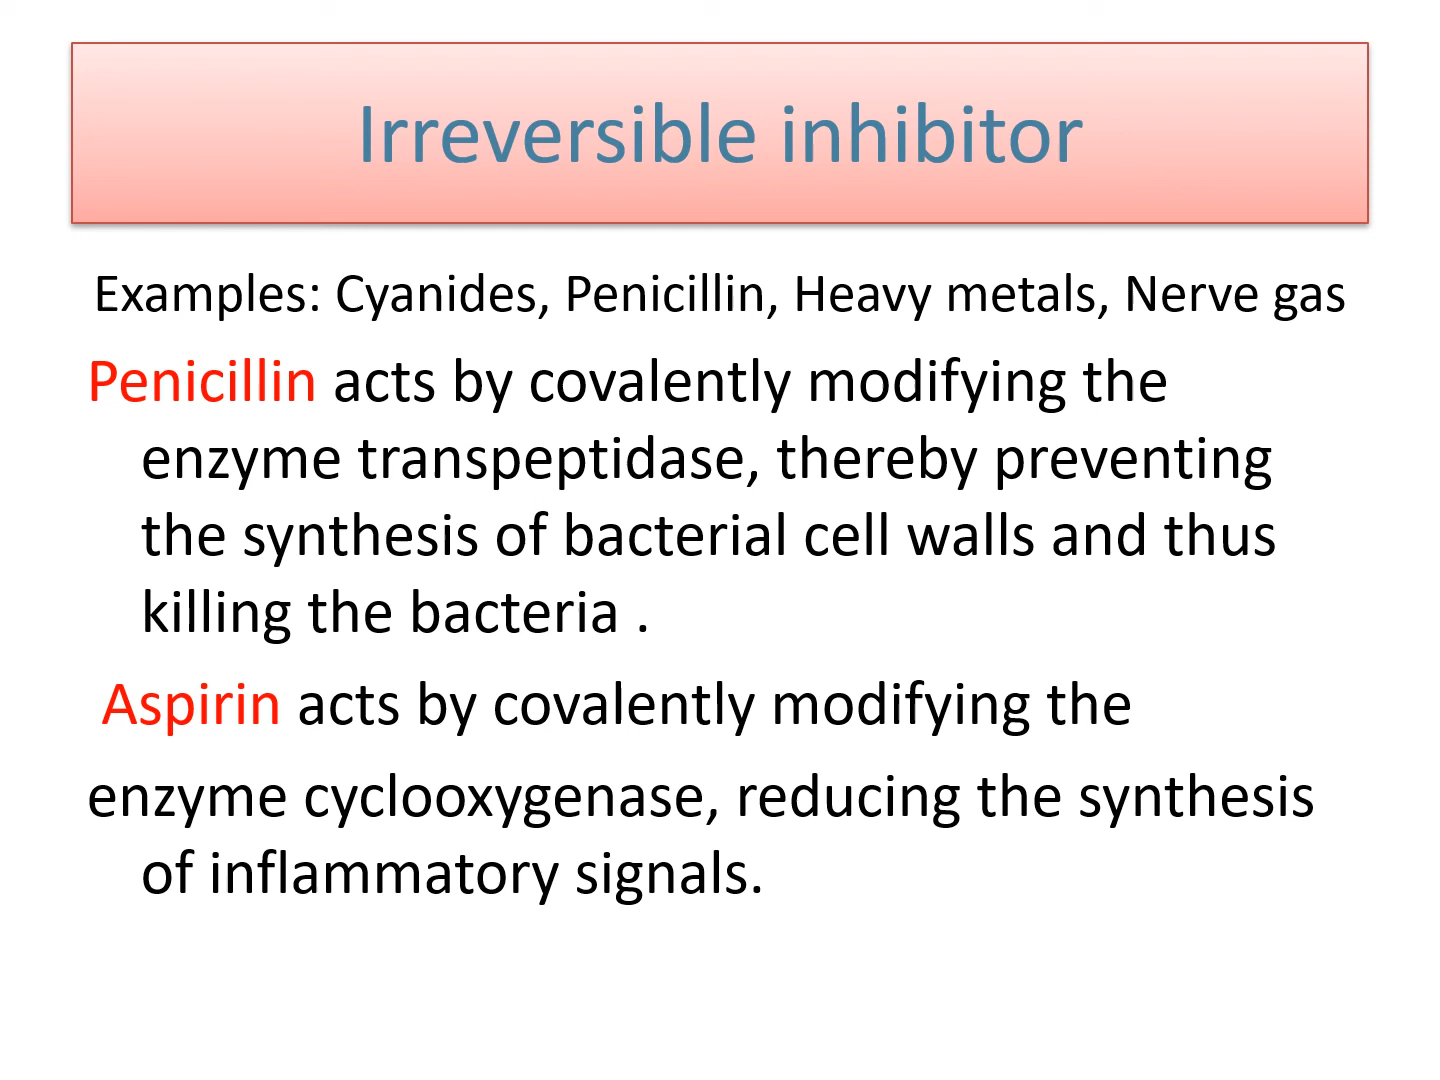 Irreversible inhibitor
Examples: Cyanides, Penicillin, Heavy metals, Nerve gas
Penicillin acts by covalently modifying the
enzyme transpeptidase, thereby preventing
the synthesis of bacterial cell walls and thus
killing the bacteria .
Aspirin acts by covalently modifying the
enzyme cyclooxygenase, reducing the synthesis
of inflammatory signals.